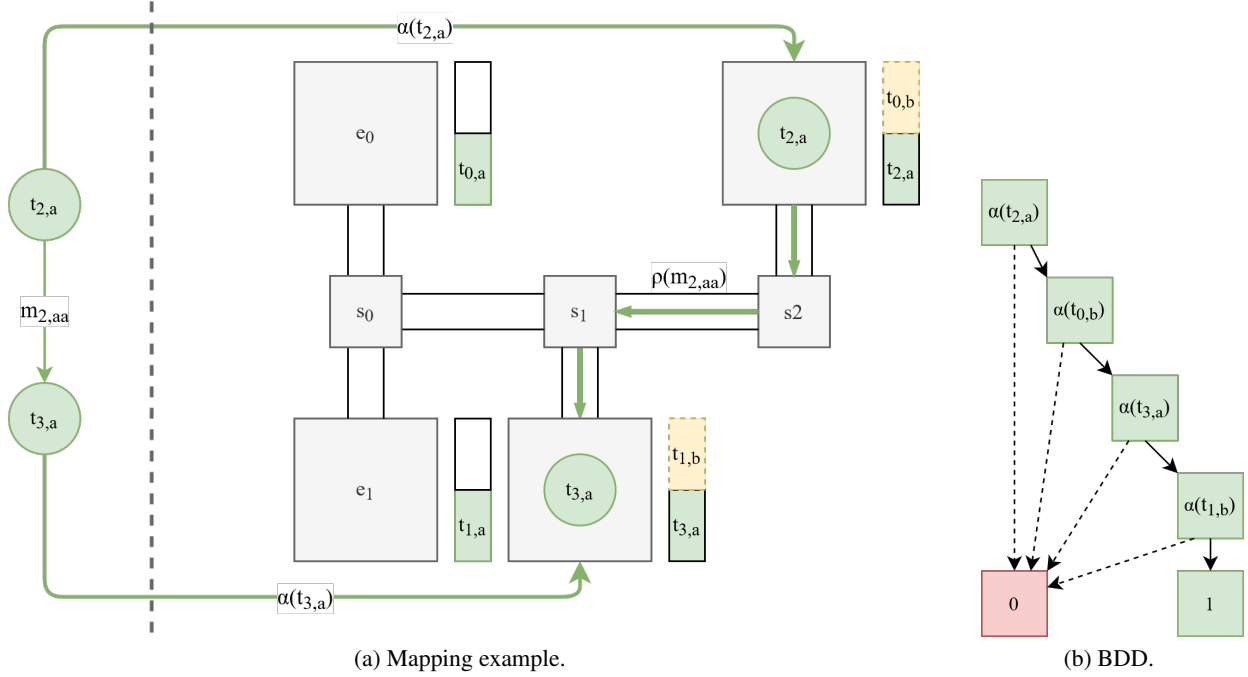 α(t2,a)
t2,a
m2,aa
t3,a
α(t3,a)
e0
t0,a
t2,a
t0,b
t2,a
ρ(m2,aa)
s0
s1
s2
e1
t1,a
t3,a
t1,b
t3,a
(a) Mapping example.
α(t2,a)
α(t0,b)
α(t3,a)
α(t1,b)
0
1
(b) BDD.